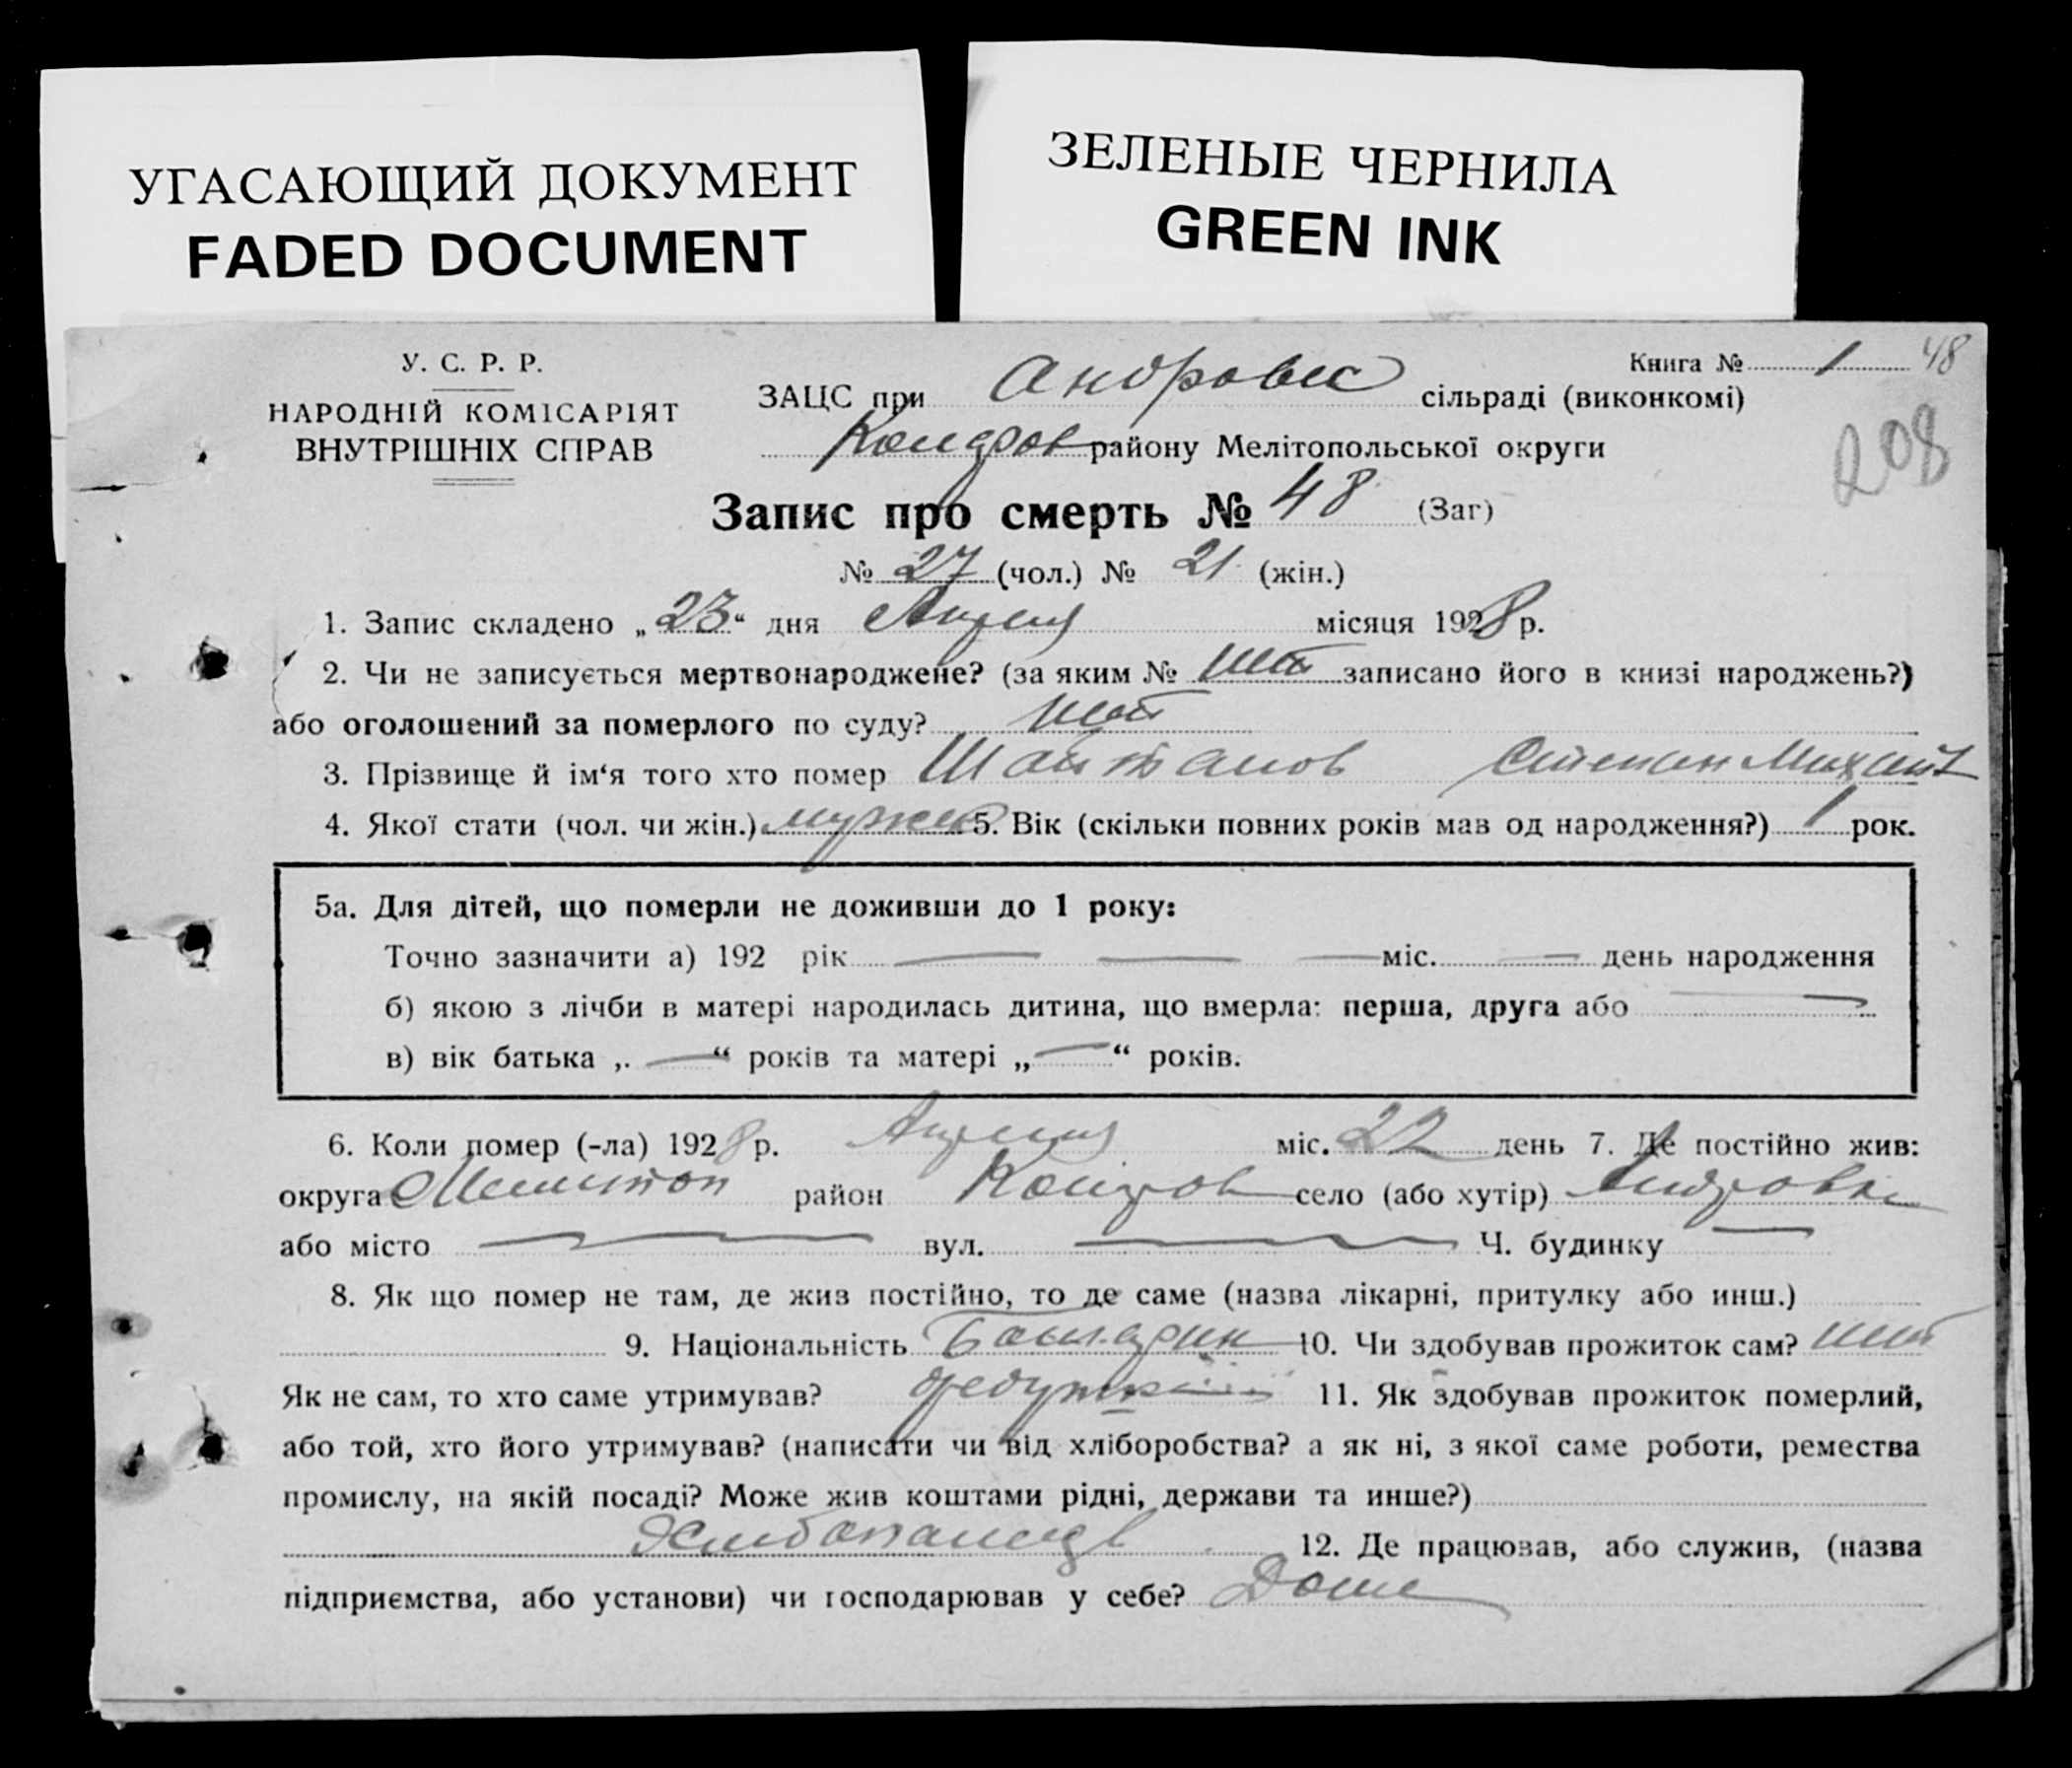 УГАСАЮЩИЙ ДОКУМЕНТ
FADED DOCUMENT
ЗЕЛЕНЫЕ ЧЕРНИЛА
GREEN INK
У. С. Р. Р.
НАРОДНІЙ КОМІСАРІЯТ
ВНУТРІШНІХ СПРАВ
Книга № 1 48
ЗАЦС при Андровке сільраді (виконкомі)
району Мелітопольської округи
208
Запис про смерть № 48 (Заг)
№ 27 (чол.) № 21 (жін.)
1. Запис складено „23“ дня Апреля місяця 1928 р.
2. Чи не записується мертвонароджене? (за яким № нет записано його в книзі народжень?)
або оголошений за померлого по суду? нет
3. Прізвище й ім‘я того хто помер Шайтанов Степан
4. Якої стати (чол. чи жін.) 5. Вік (скільки повних років мав од народження?) 1 рок.
5а. Для дітей, що померли не доживши до 1 року:
Точно зазначити а) 192 рік — — — міс. — день народження
б) якою з лічби в матері народилась дитина, що вмерла: перша, друга або —
в) вік батька „ — “ років та матері „ — “ років.
6. Коли помер (-ла) 1928 р. Апреля міс. 22 день 7. Де постійно жив:
округа Мелитоп район село (або хутір) Андровка
або місто — вул. — Ч. будинку —
8. Як що помер не там, де жив постійно, то де саме (назва лікарні, притулку або инш.)
9. Національність 10. Чи здобував прожиток сам? нет
Як не сам, то хто саме утримував? 11. Як здобував прожиток померлий,
або той, хто його утримував? (написати чи від хліборобства? а як ні, з якої саме роботи, ремества
промислу, на якій посаді? Може жив коштами рідні, держави та инше?)
12. Де працював, або служив, (назва
підприємства, або установи) чи господарював у себе? Доме